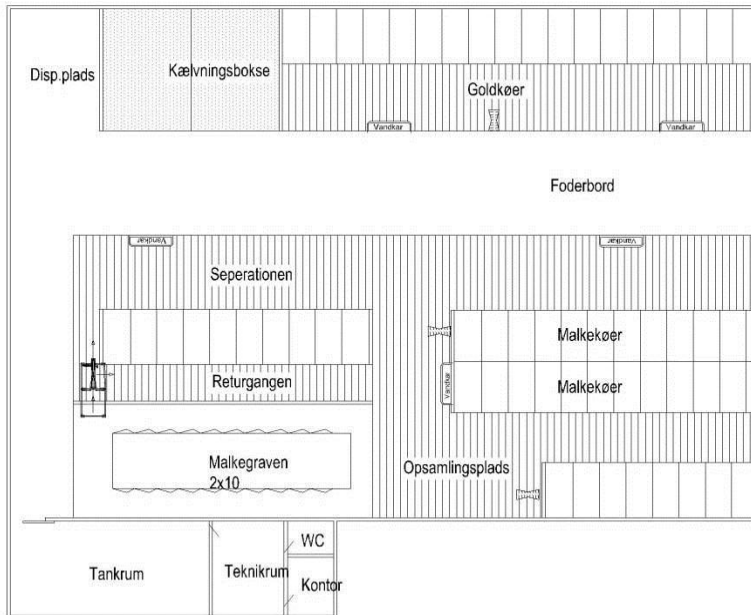 Disp.plads
Kælvningsbokse
Goldkøer
Vandkar
Vandkar
Foderbord
Vandkar
Vandkar
Seperationen
Malkekøer
Returgangen
Vandkar
Malkekøer
Malkegraven
2x10
Opsamlingsplads
Tankrum
Teknikrum
WC
Kontor